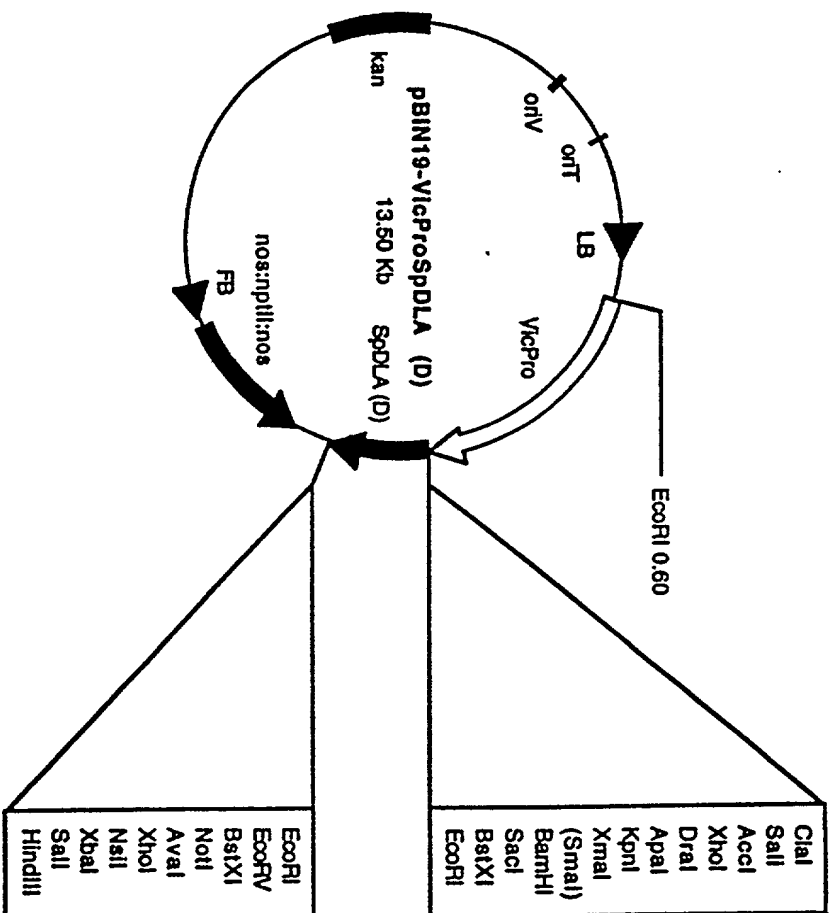 EcoRI 0.60
LB
oriT
oriV
VicPro
kan
pBIN19-VicProSpDLA (D)
13.50 Kb
SpDLA (D)
nos:nptII:nos
FB
ClaI
SalI
AccI
XhoI
DraI
ApaI
KpnI
XmaI
(SmaI)
BamHI
SacI
BstXI
EcoRI
EcoRI
EcoRV
BstXI
NotI
AvaI
XhoI
NsiI
XbaI
SalI
HindIII